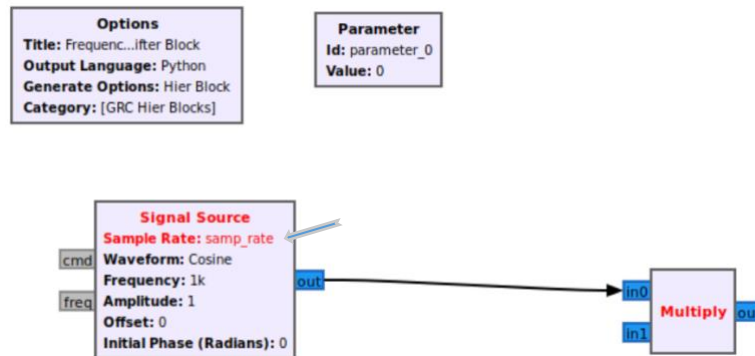 Options
Title: Frequenc...ifter Block
Output Language: Python
Generate Options: Hier Block
Category: [GRC Hier Blocks]
Parameter
Id: parameter_0
Value: 0
Signal Source
Sample Rate: samp_rate
cmd
Waveform: Cosine
Frequency: 1k
out
freq
Amplitude: 1
Offset: 0
Initial Phase (Radians): 0
in0
Multiply
in1